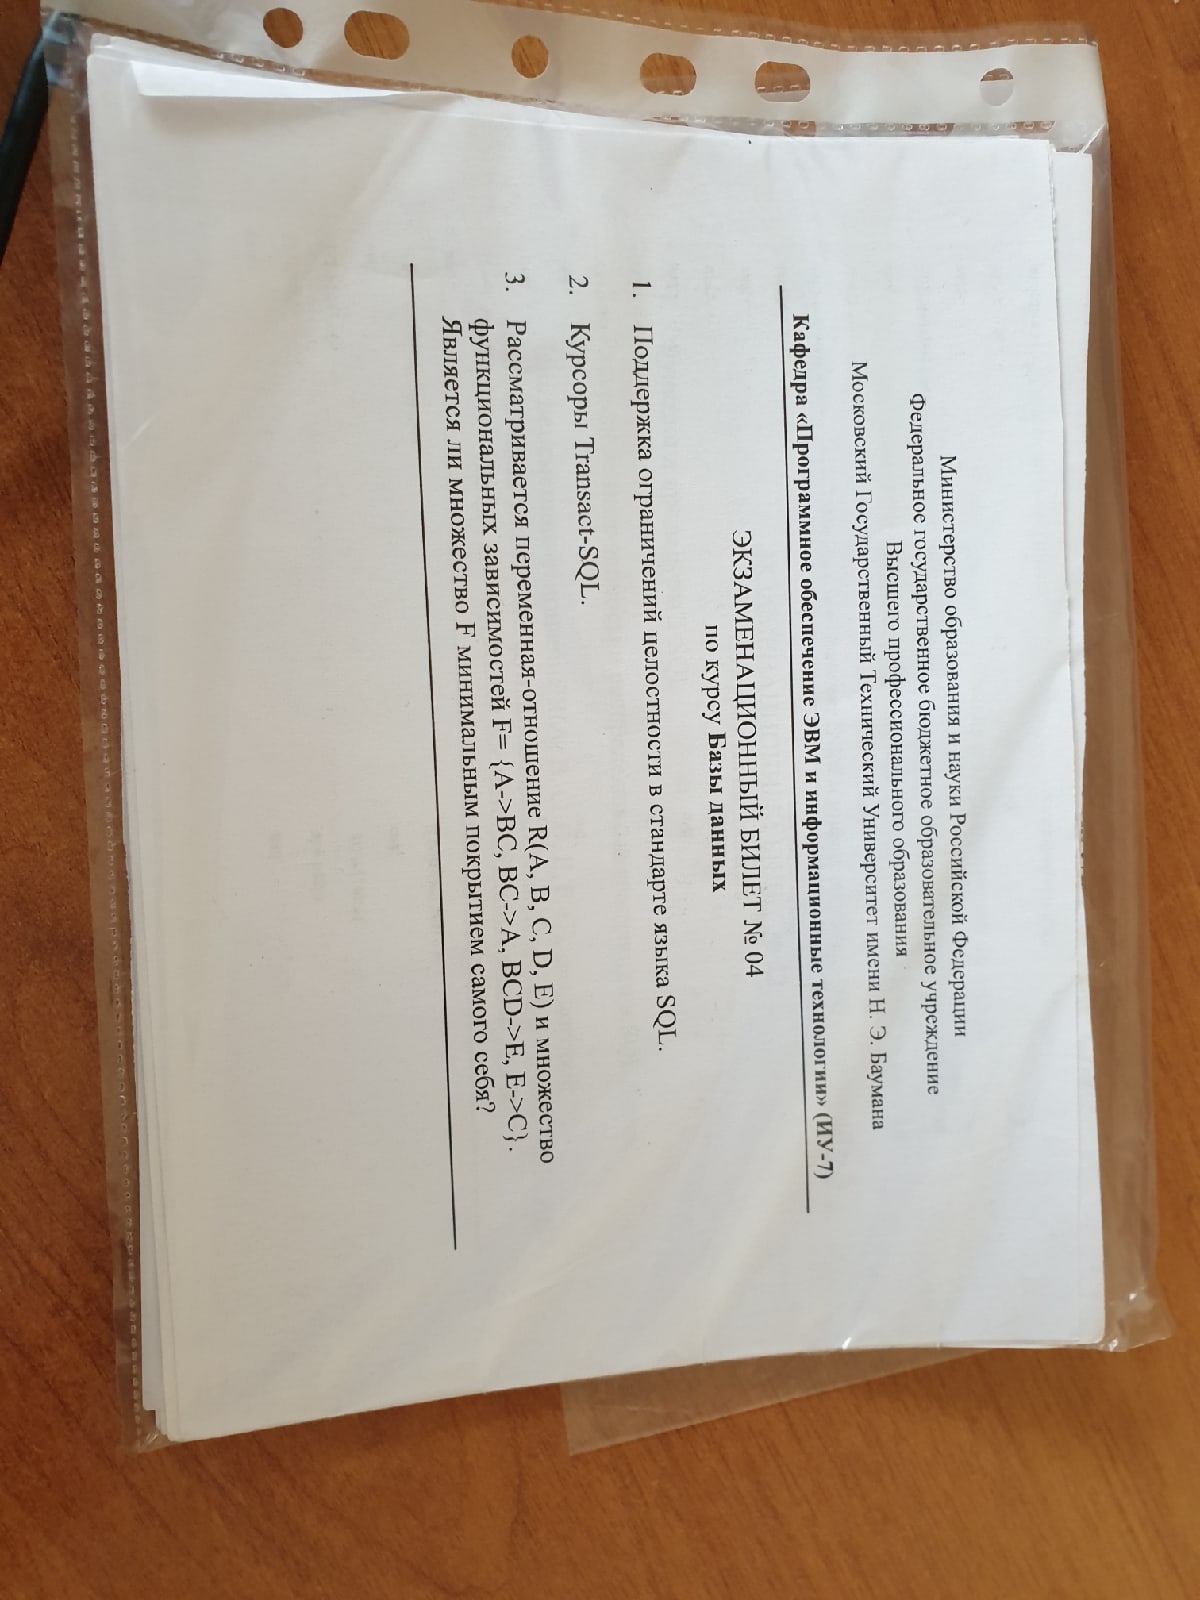 Министерство образования и науки Российской Федерации
Федеральное государственное бюджетное образовательное учреждение
Высшего профессионального образования
Московский Государственный Технический Университет имени Н. Э. Баумана
Кафедра «Программное обеспечение ЭВМ и информационные технологии» (ИУ-7)
ЭКЗАМЕНАЦИОННЫЙ БИЛЕТ № 04
по курсу Базы данных
1. Поддержка ограничений целостности в стандарте языка SQL.
2. Курсоры Transact-SQL.
3. Рассматривается переменная-отношение R(A, B, C, D, E) и множество
функциональных зависимостей F= {A->BC, BC->A, BCD->E, E->C}.
Является ли множество F минимальным покрытием самого себя?